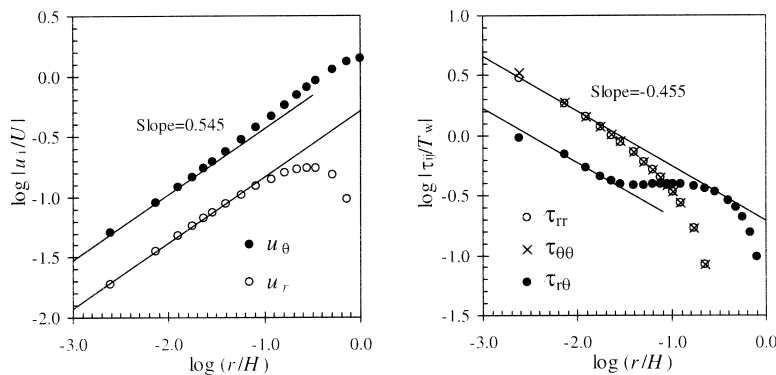 0.5
0.0
-0.5
-1.0
-1.5
-2.0
log |u_i/U|
Slope=0.545
u_θ
u_r
-3.0 -2.0 -1.0 0.0
log (r/H)
1.0
0.5
0.0
-0.5
-1.0
-1.5
log |τ_ij/T_w|
Slope=-0.455
τ_rr
τ_θθ
τ_rθ
-3.0 -2.0 -1.0 0.0
log (r/H)